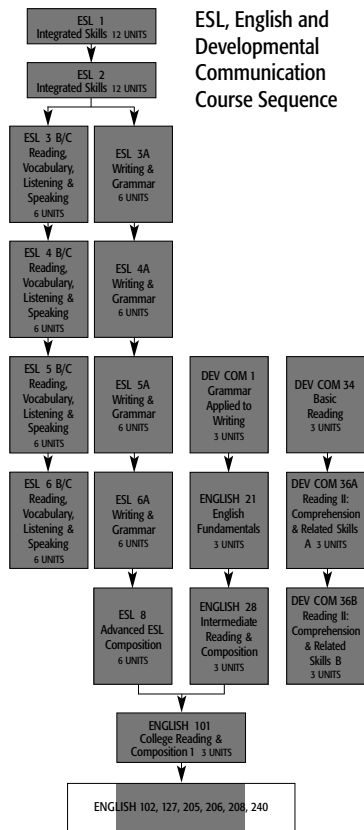 ESL, English and
Developmental
Communication
Course Sequence
ESL 1
Integrated Skills 12 UNITS
ESL 2
Integrated Skills 12 UNITS
ESL 3 B/C
Reading,
Vocabulary,
Listening &
Speaking
6 UNITS
ESL 3A
Writing &
Grammar
6 UNITS
ESL 4 B/C
Reading,
Vocabulary,
Listening &
Speaking
6 UNITS
ESL 4A
Writing &
Grammar
6 UNITS
ESL 5 B/C
Reading,
Vocabulary,
Listening &
Speaking
6 UNITS
ESL 5A
Writing &
Grammar
6 UNITS
DEV COM 1
Grammar
Applied to
Writing
3 UNITS
DEV COM 34
Basic
Reading
3 UNITS
ESL 6 B/C
Reading,
Vocabulary,
Listening &
Speaking
6 UNITS
ESL 6A
Writing &
Grammar
6 UNITS
ENGLISH 21
English
Fundamentals
3 UNITS
DEV COM 36A
Reading II:
Comprehension
& Related Skills
A 3 UNITS
ESL 8
Advanced ESL
Composition
6 UNITS
ENGLISH 28
Intermediate
Reading &
Composition
3 UNITS
DEV COM 36B
Reading II:
Comprehension
& Related
Skills B
3 UNITS
ENGLISH 101
College Reading &
Composition 1 3 UNITS
ENGLISH 102, 127, 205, 206, 208, 240